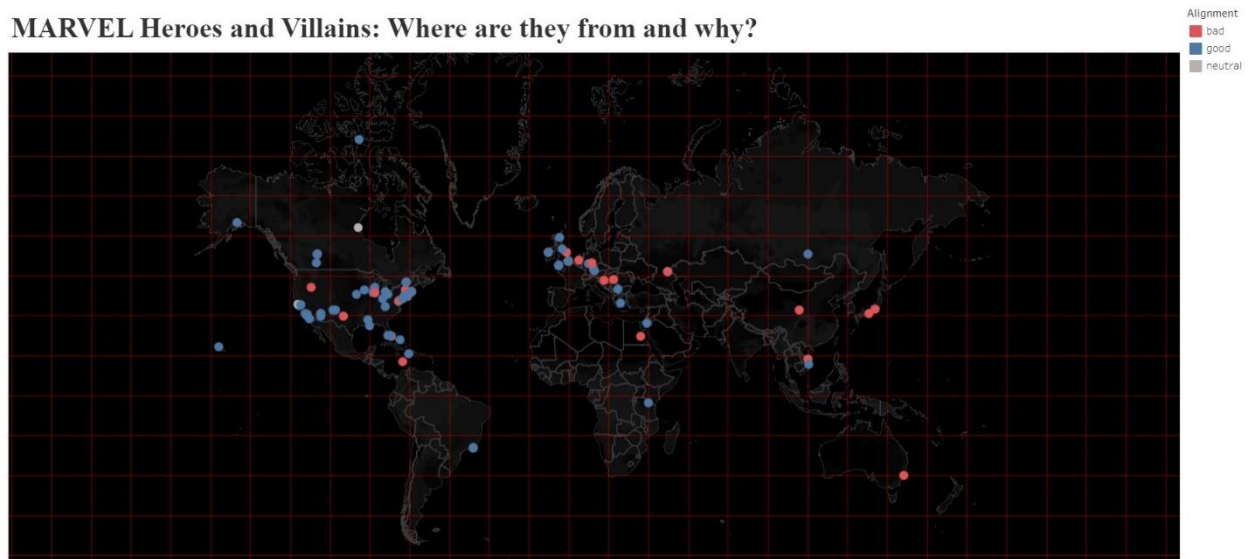 MARVEL Heroes and Villains: Where are they from and why?
Alignment
bad
good
neutral